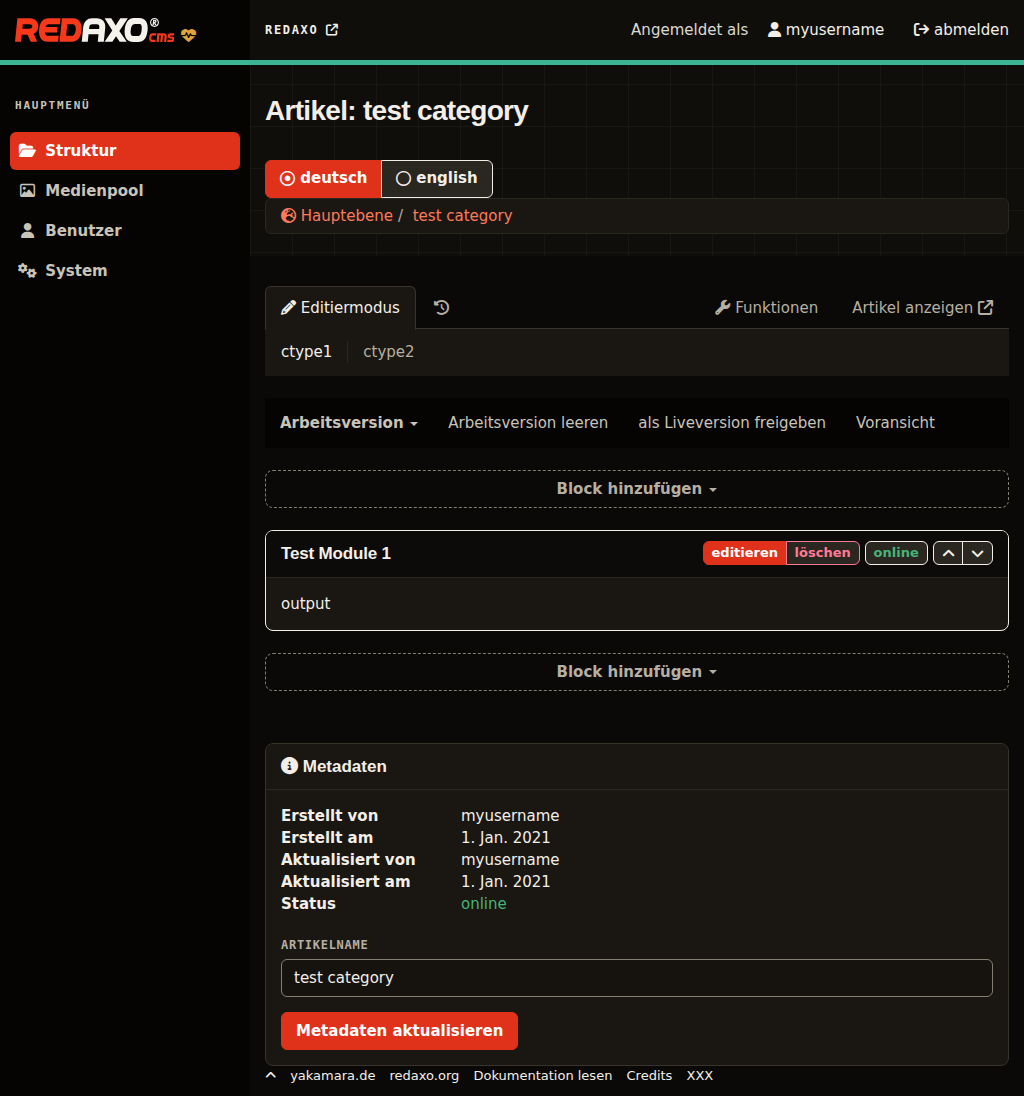 REDAXO® cms
REDAXO
Angemeldet als myusername abmelden
HAUPTMENÜ
Struktur
Medienpool
Benutzer
System
Artikel: test category
deutsch english
Hauptebene / test category
Editiermodus Funktionen Artikel anzeigen
ctype1 ctype2
Arbeitsversion Arbeitsversion leeren als Liveversion freigeben Voransicht
Block hinzufügen
Test Module 1 editieren löschen online
output
Block hinzufügen
Metadaten
Erstellt von myusername
Erstellt am 1. Jan. 2021
Aktualisiert von myusername
Aktualisiert am 1. Jan. 2021
Status online
ARTIKELNAME
test category
Metadaten aktualisieren
yakamara.de redaxo.org Dokumentation lesen Credits XXX